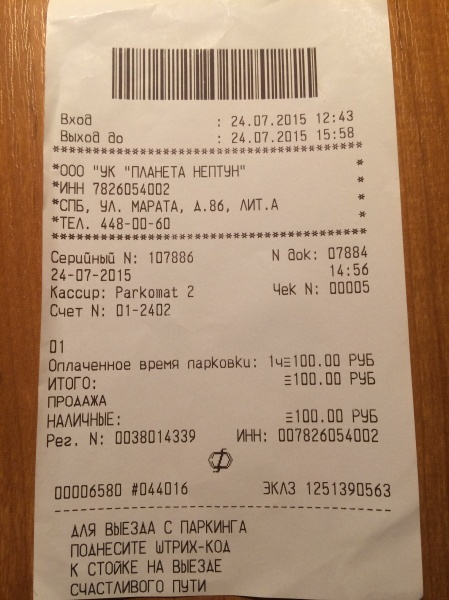 Вход : 24.07.2015 12:43
Выход до : 24.07.2015 15:58
*ООО "УК "ПЛАНЕТА НЕПТУН" *
*ИНН 7826054002 *
*СПБ, УЛ. МАРАТА, д.86, ЛИТ.А *
*ТЕЛ. 448-00-60 *
Серийный N: 107886 N док: 07884
24-07-2015 14:56
Кассир: Parkomat 2 Чек N: 00005
Счет N: 01-2402
01
Оплаченное время парковки: 1ч≡100.00 РУБ
ИТОГО: ≡100.00 РУБ
ПРОДАЖА
НАЛИЧНЫЕ: ≡100.00 РУБ
Рег. N: 0038014339 ИНН: 007826054002
00006580 #044016 ЭКЛЗ 1251390563
ДЛЯ ВЫЕЗДА С ПАРКИНГА
ПОДНЕСИТЕ ШТРИХ-КОД
К СТОЙКЕ НА ВЫЕЗДЕ
СЧАСТЛИВОГО ПУТИ